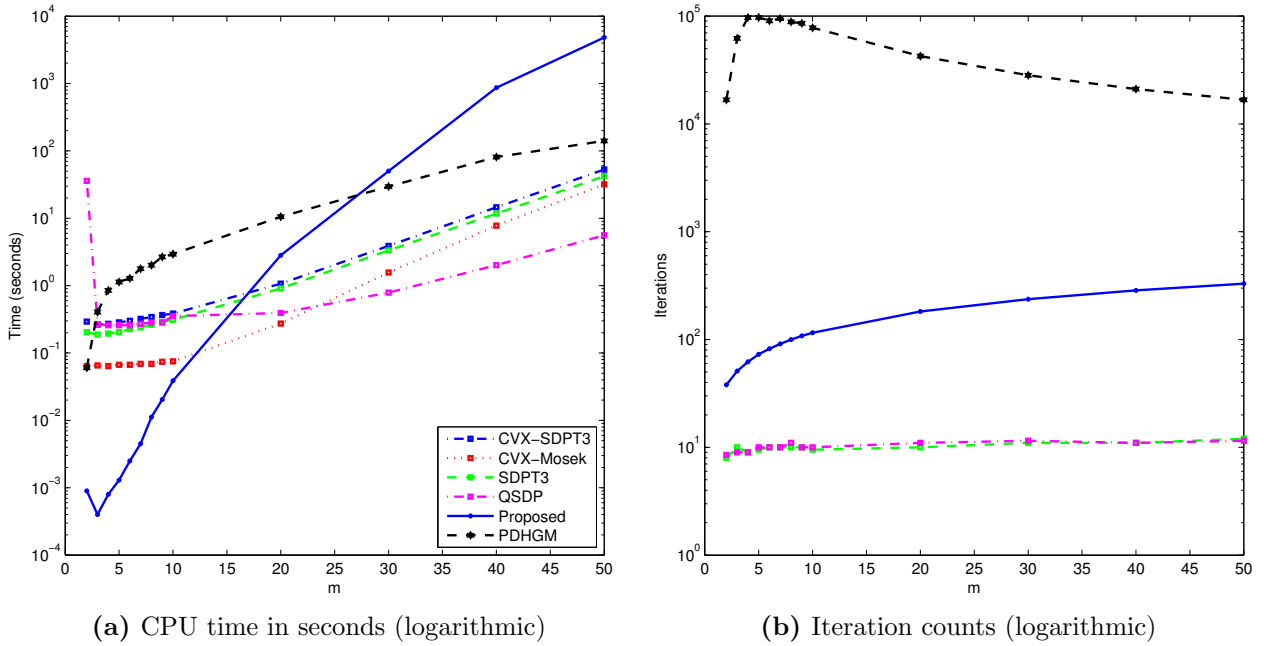 10^4
10^3
10^2
10^1
10^0
10^-1
10^-2
10^-3
10^-4
Time (seconds)
0 5 10 15 20 25 30 35 40 45 50
m
CVX-SDPT3
CVX-Mosek
SDPT3
QSDP
Proposed
PDHGM
(a) CPU time in seconds (logarithmic)
10^5
10^4
10^3
10^2
10^1
10^0
Iterations
0 5 10 15 20 25 30 35 40 45 50
m
(b) Iteration counts (logarithmic)